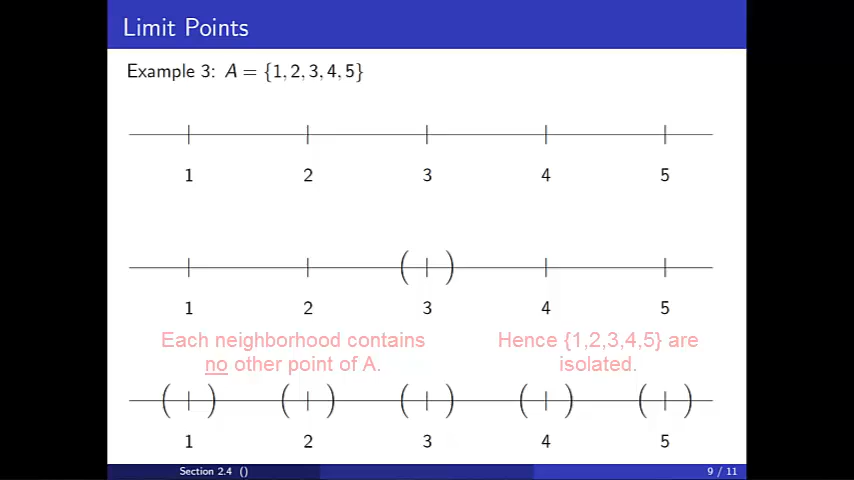 Limit Points
Example 3: A = {1, 2, 3, 4, 5}
1 2 3 4 5
( )
1 2 3 4 5
Each neighborhood contains
no other point of A.
Hence {1,2,3,4,5} are
isolated.
( ) ( ) ( ) ( ) ( )
1 2 3 4 5
Section 2.4 ()
9 / 11